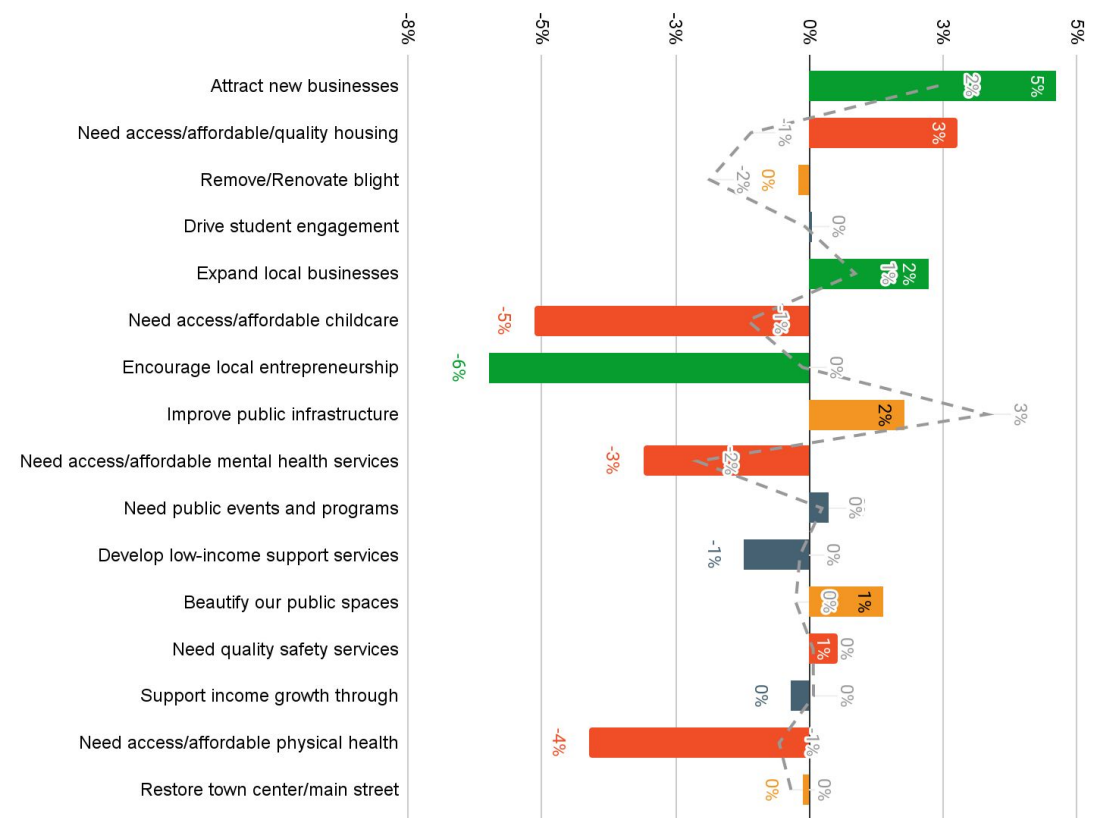 -8%
-5%
-3%
0%
3%
5%
Attract new businesses
2%
5%
Need access/affordable/quality housing
-1%
3%
Remove/Renovate blight
-2%
0%
Drive student engagement
0%
Expand local businesses
1%
2%
Need access/affordable childcare
-5%
-1%
Encourage local entrepreneurship
-6%
0%
Improve public infrastructure
2%
3%
Need access/affordable mental health services
-3%
-2%
Need public events and programs
0%
Develop low-income support services
-1%
0%
Beautify our public spaces
0%
1%
Need quality safety services
1%
0%
Support income growth through
0%
0%
Need access/affordable physical health
-4%
-1%
Restore town center/main street
0%
0%